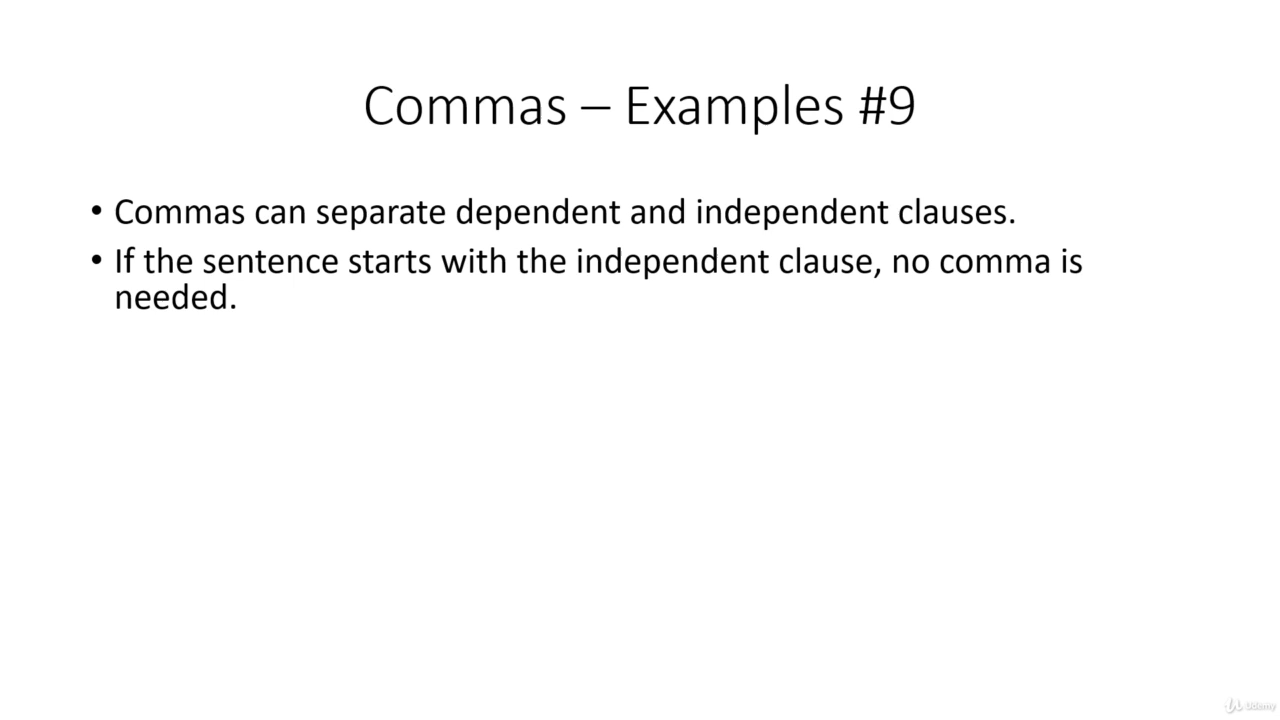 Commas – Examples #9
• Commas can separate dependent and independent clauses.
• If the sentence starts with the independent clause, no comma is
needed.
Udemy